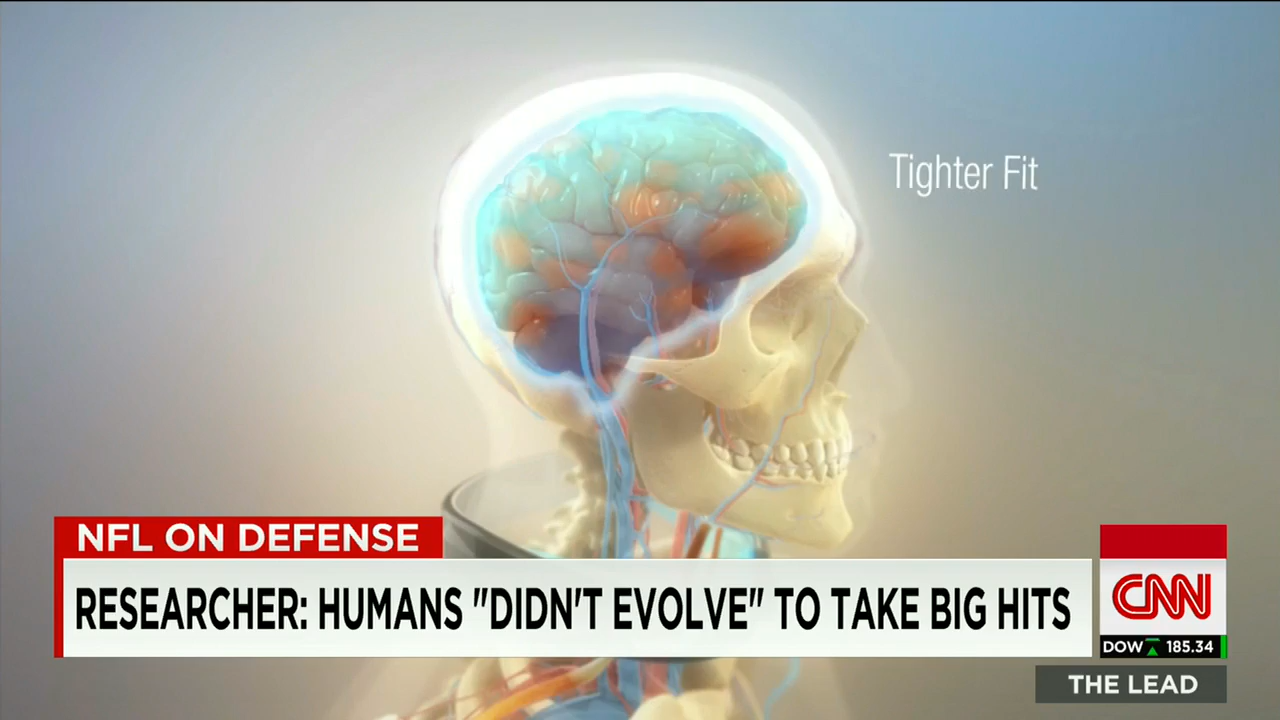 Tighter Fit
NFL ON DEFENSE
RESEARCHER: HUMANS "DIDN'T EVOLVE" TO TAKE BIG HITS
CNN
DOW 185.34
THE LEAD